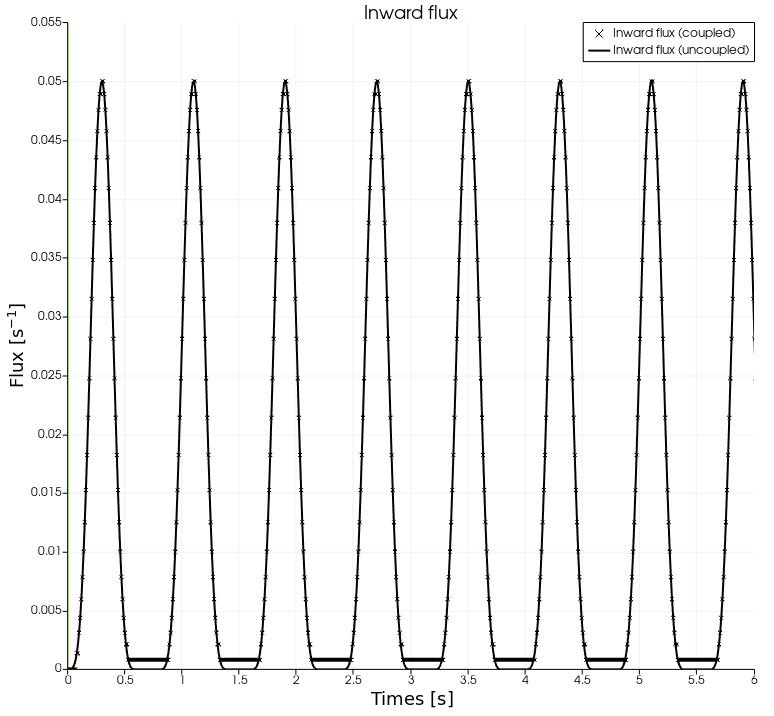 Inward flux
Inward flux (coupled)
Inward flux (uncoupled)
0.055
0.05
0.045
0.04
0.035
0.03
0.025
0.02
0.015
0.01
0.005
0
Flux [s⁻¹]
0 0.5 1 1.5 2 2.5 3 3.5 4 4.5 5 5.5 6
Times [s]